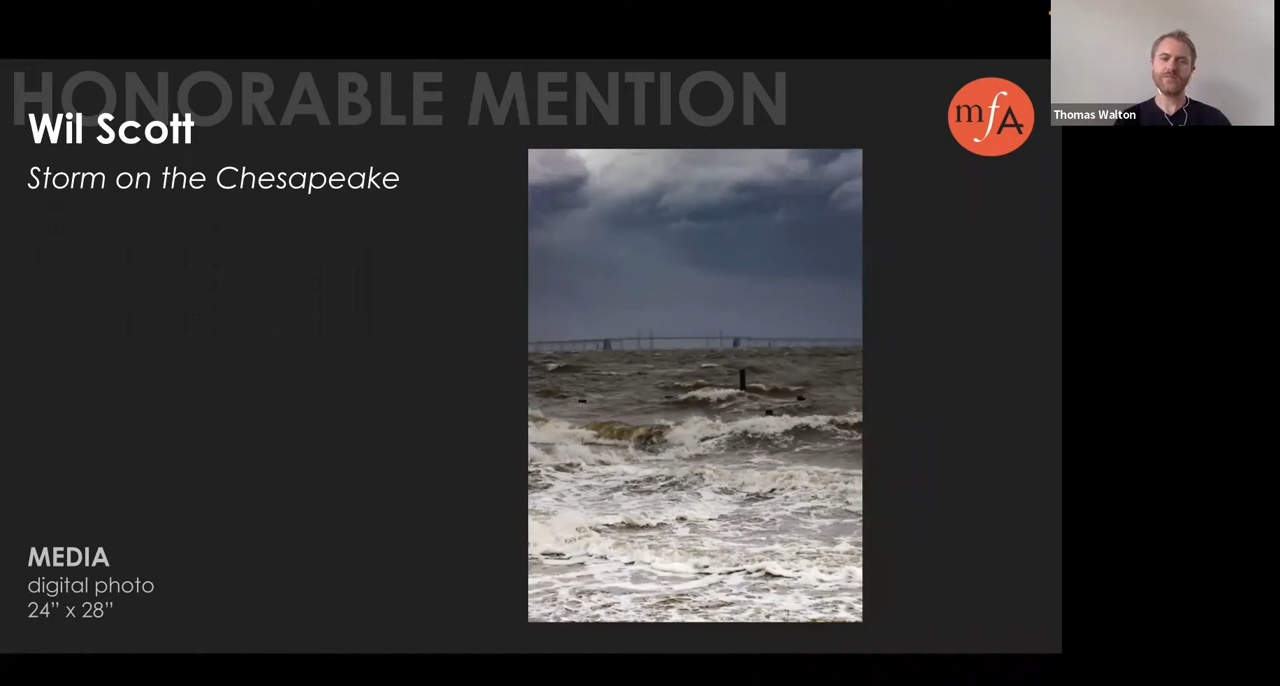 HONORABLE MENTION
Wil Scott
Storm on the Chesapeake
mfA
Thomas Walton
MEDIA
digital photo
24” x 28”